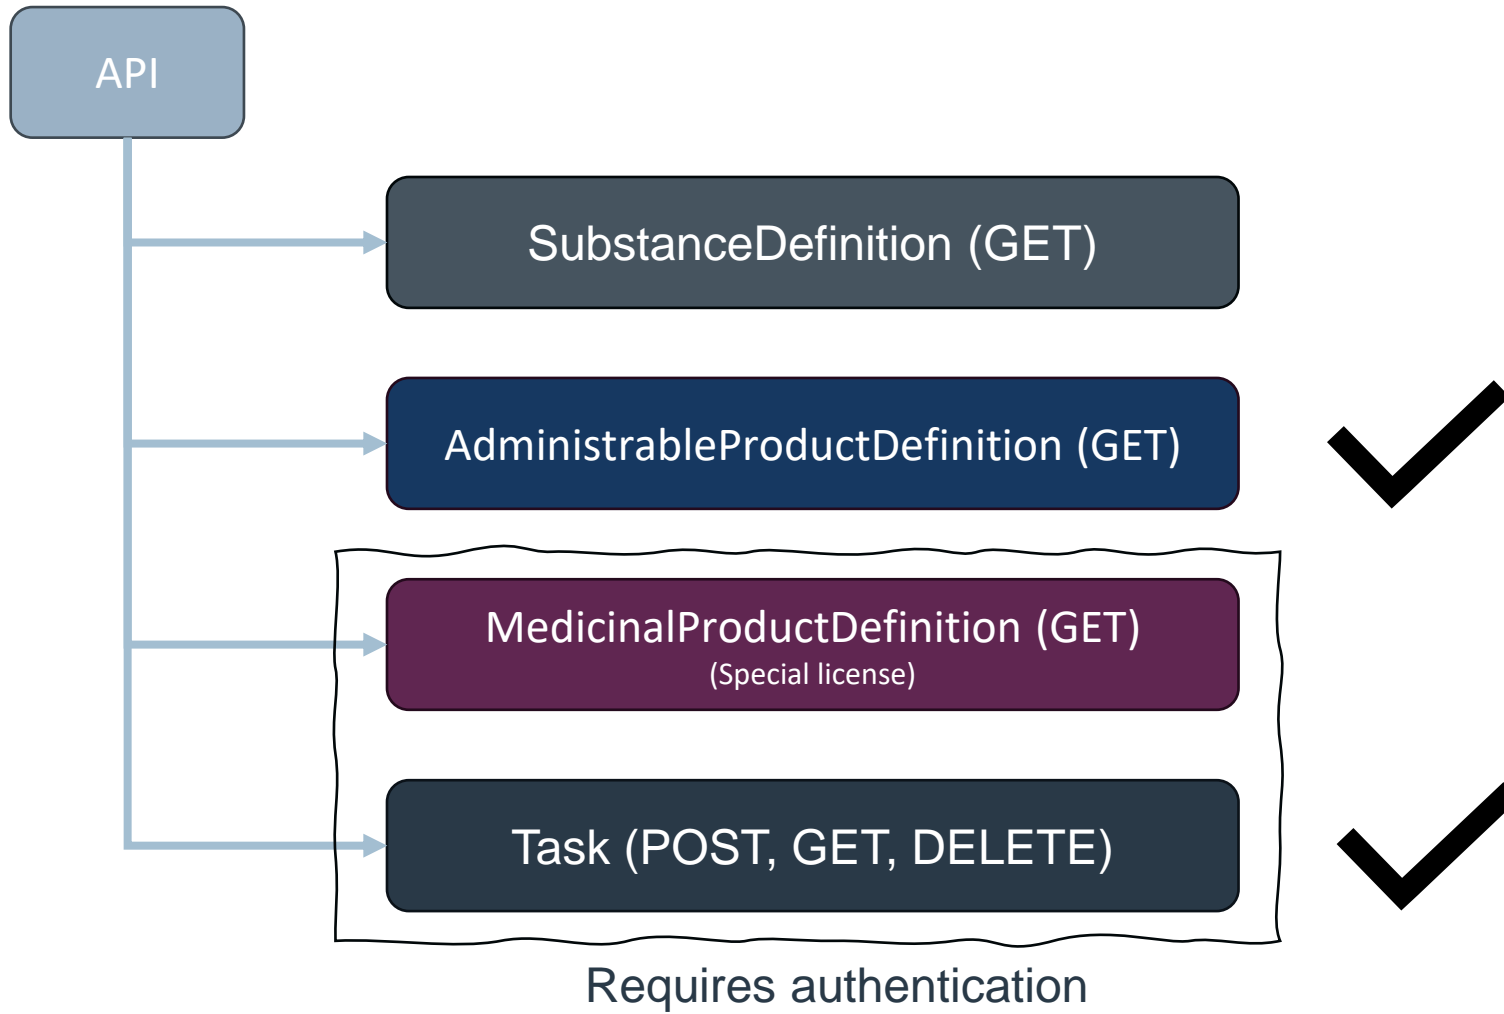 API
SubstanceDefinition (GET)
AdministrableProductDefinition (GET)
MedicinalProductDefinition (GET)
(Special license)
Task (POST, GET, DELETE)
Requires authentication